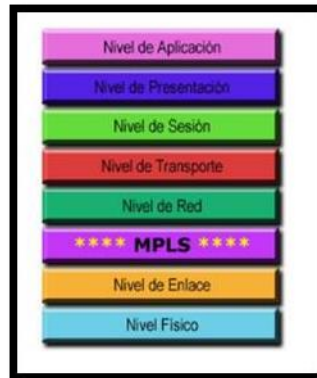 Nivel de Aplicación
Nivel de Presentación
Nivel de Sesión
Nivel de Transporte
Nivel de Red
**** MPLS ****
Nivel de Enlace
Nivel Físico